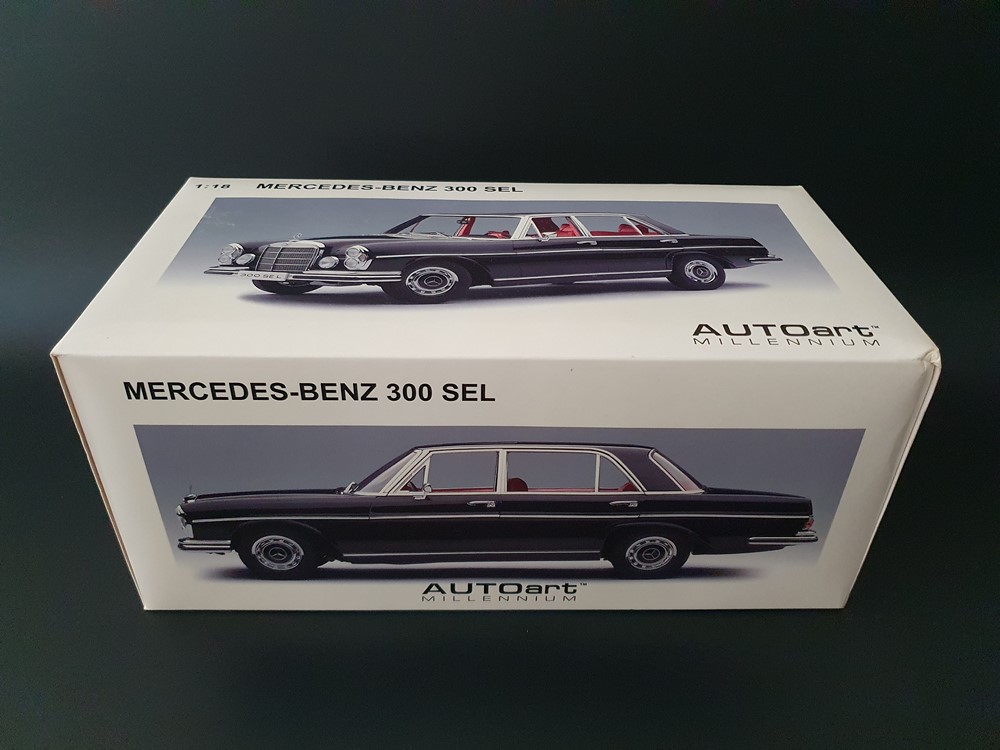 1:18 MERCEDES-BENZ 300 SEL
300 SEL
AUTOart™
MILLENNIUM
MERCEDES-BENZ 300 SEL
AUTOart™
MILLENNIUM